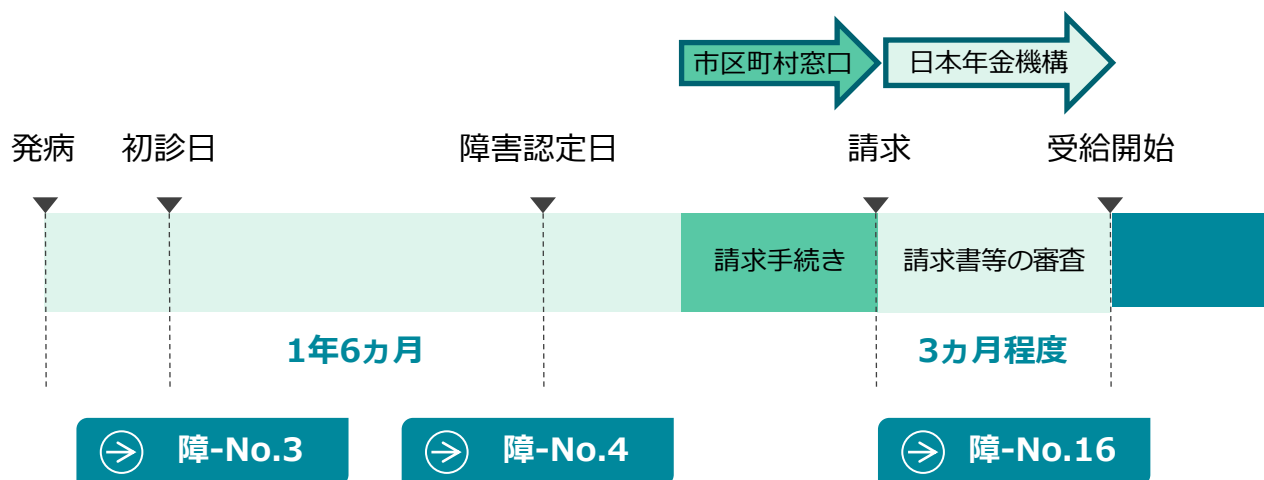 市区町村窓口
日本年金機構
発病
初診日
障害認定日
請求
受給開始
請求手続き
請求書等の審査
1年6ヵ月
3ヵ月程度
障-No.3
障-No.4
障-No.16